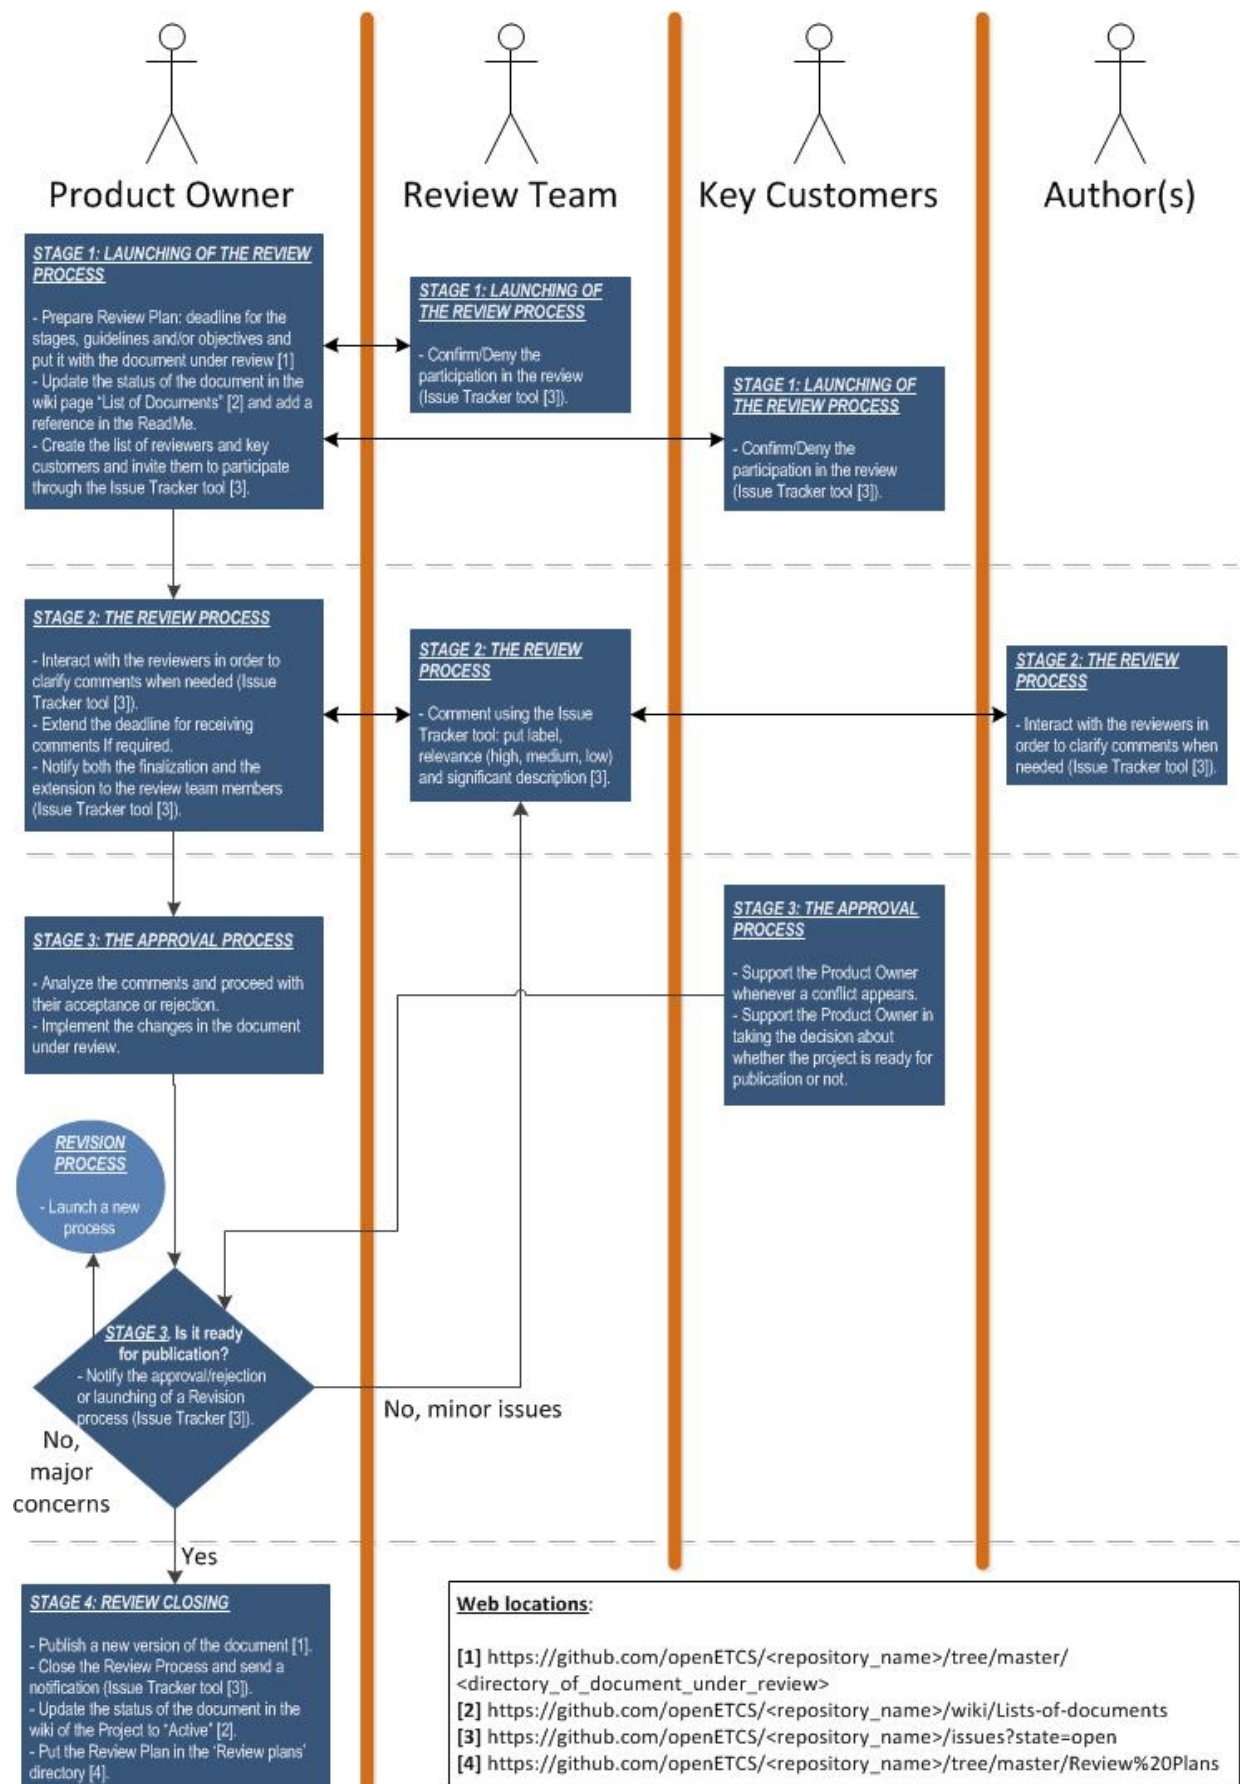 Product Owner
Review Team
Key Customers
Author(s)
STAGE 1: LAUNCHING OF THE REVIEW
PROCESS
- Prepare Review Plan: deadline for the
stages, guidelines and/or objectives and
put it with the document under review [1]
- Update the status of the document in the
wiki page “List of Documents” [2] and add a
reference in the ReadMe.
- Create the list of reviewers and key
customers and invite them to participate
through the Issue Tracker tool [3].
STAGE 1: LAUNCHING OF
THE REVIEW PROCESS
- Confirm/Deny the
participation in the review
(Issue Tracker tool [3]).
STAGE 1: LAUNCHING OF
THE REVIEW PROCESS
- Confirm/Deny the
participation in the review
(Issue Tracker tool [3]).
STAGE 2: THE REVIEW PROCESS
- Interact with the reviewers in order to
clarify comments when needed (Issue
Tracker tool [3]).
- Extend the deadline for receiving
comments If required.
- Notify both the finalization and the
extension to the review team members
(Issue Tracker tool [3]).
STAGE 2: THE REVIEW
PROCESS
- Comment using the Issue
Tracker tool: put label,
relevance (high, medium, low)
and significant description [3].
STAGE 2: THE REVIEW
PROCESS
- Interact with the reviewers in
order to clarify comments when
needed (Issue Tracker tool [3]).
STAGE 3: THE APPROVAL PROCESS
- Analyze the comments and proceed with
their acceptance or rejection.
- Implement the changes in the document
under review.
STAGE 3: THE APPROVAL
PROCESS
- Support the Product Owner
whenever a conflict appears.
- Support the Product Owner in
taking the decision about
whether the project is ready for
publication or not.
REVISION
PROCESS
- Launch a new
process
STAGE 3. Is it ready
for publication?
- Notify the approval/rejection
or launching of a Revision
process (Issue Tracker [3]).
No, minor issues
No,
major
concerns
Yes
STAGE 4: REVIEW CLOSING
- Publish a new version of the document [1].
- Close the Review Process and send a
notification (Issue Tracker tool [3]).
- Update the status of the document in the
wiki of the Project to “Active” [2].
- Put the Review Plan in the ‘Review plans’
directory [4].
Web locations:
[1] https://github.com/openETCS/<repository_name>/tree/master/
<directory_of_document_under_review>
[2] https://github.com/openETCS/<repository_name>/wiki/Lists-of-documents
[3] https://github.com/openETCS/<repository_name>/issues?state=open
[4] https://github.com/openETCS/<repository_name>/tree/master/Review%20Plans